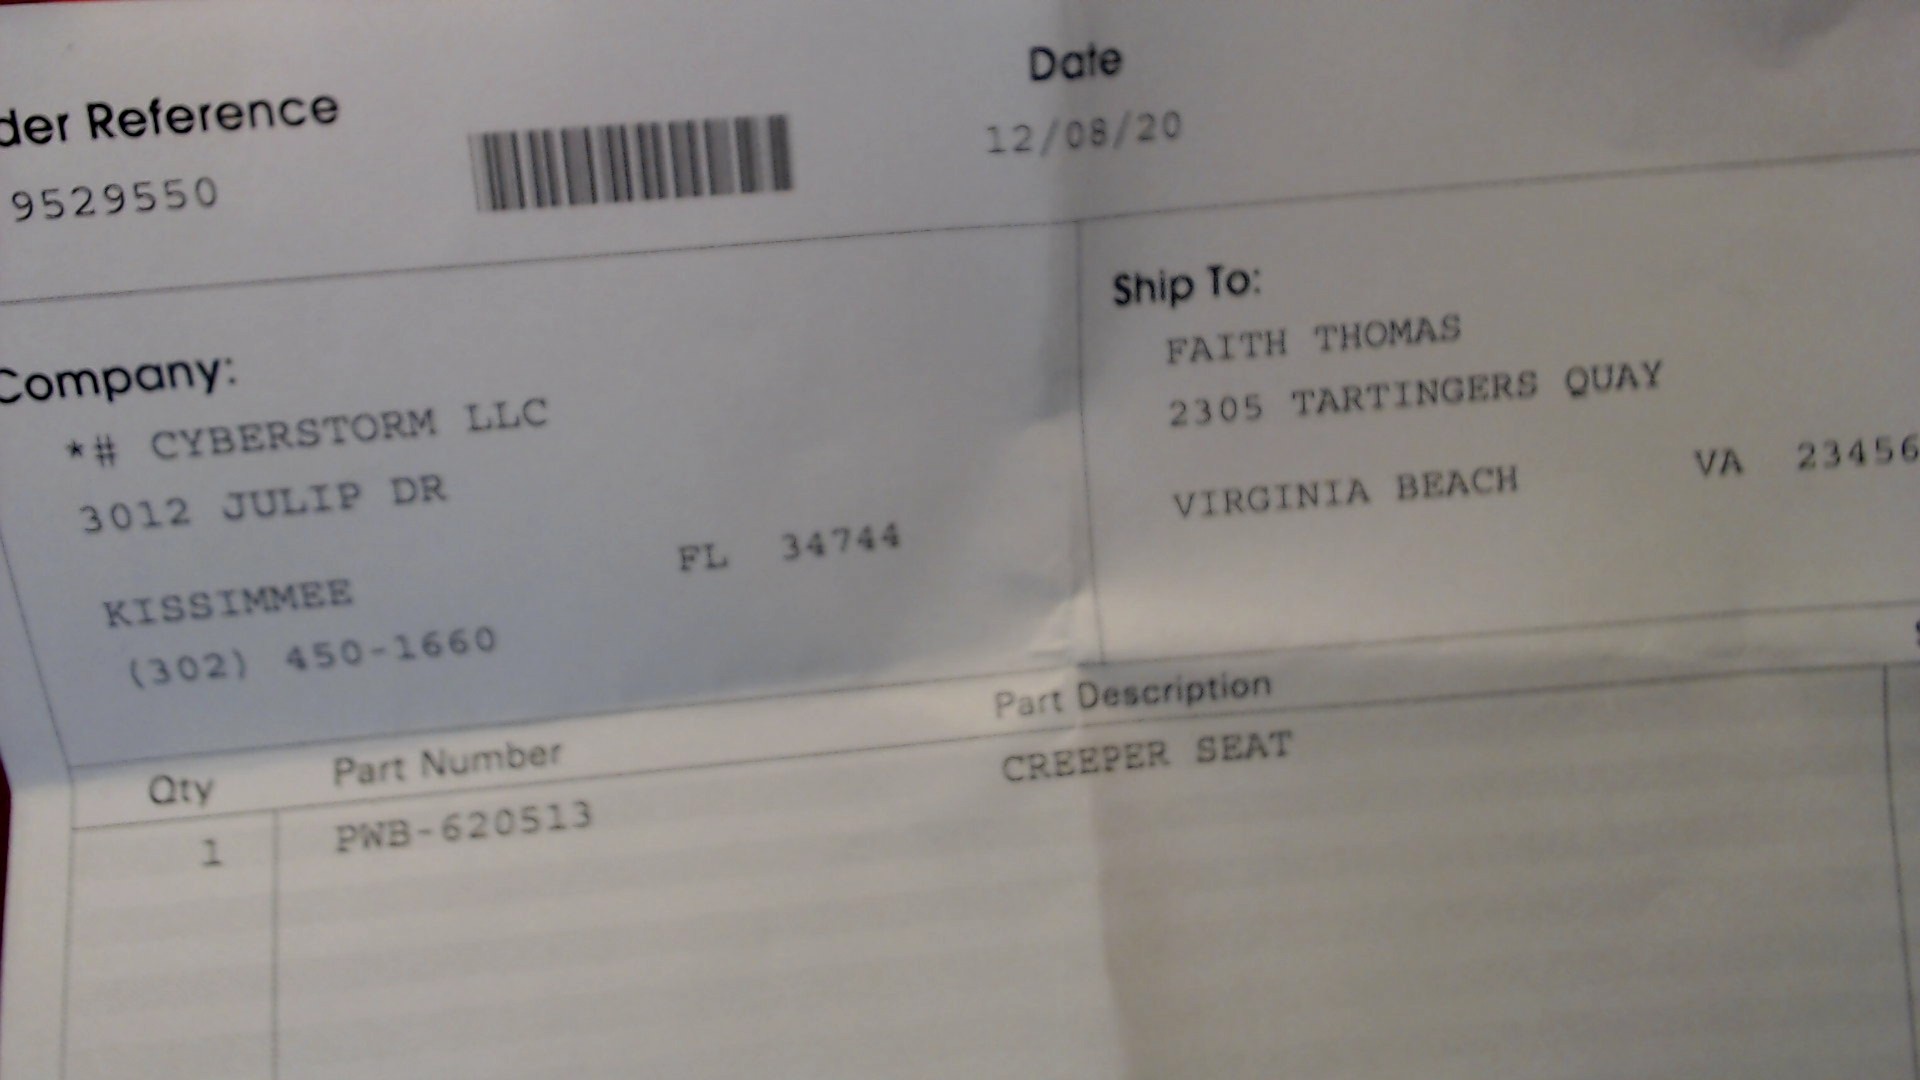 der Reference
Date
9529550
12/08/20
Company:
*# CYBERSTORM LLC
3012 JULIP DR
KISSIMMEE FL 34744
(302) 450-1660
Ship To:
FAITH THOMAS
2305 TARTINGERS QUAY
VIRGINIA BEACH VA 23456
Qty Part Number Part Description
1 PWB-620513 CREEPER SEAT